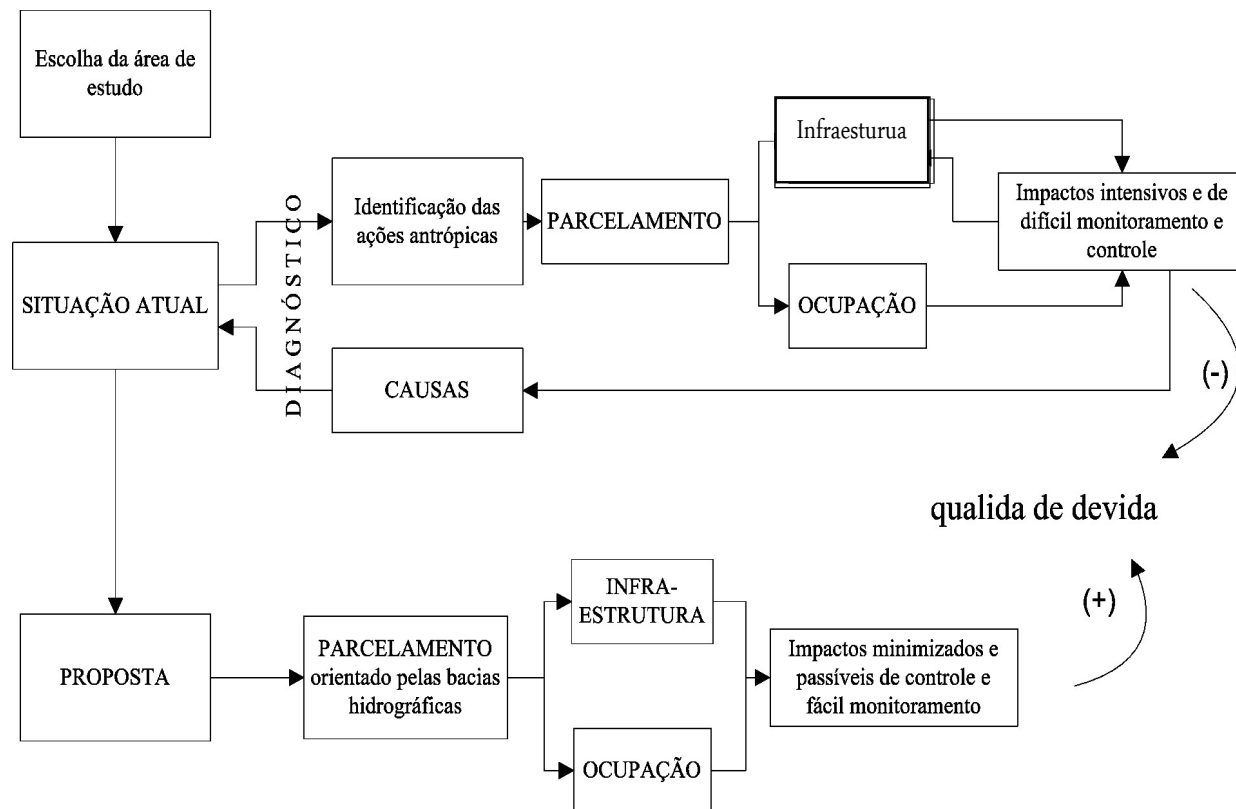 Escolha da área de
estudo
SITUAÇÃO ATUAL
DIAGNÓSTICO
Identificação das
ações antrópicas
PARCELAMENTO
Infraesturua
OCUPAÇÃO
Impactos intensivos e de
difícil monitoramento e
controle
CAUSAS
(-)
qualida de devida
(+)
PROPOSTA
PARCELAMENTO
orientado pelas bacias
hidrográficas
INFRA-
ESTRUTURA
OCUPAÇÃO
Impactos minimizados e
passíveis de controle e
fácil monitoramento